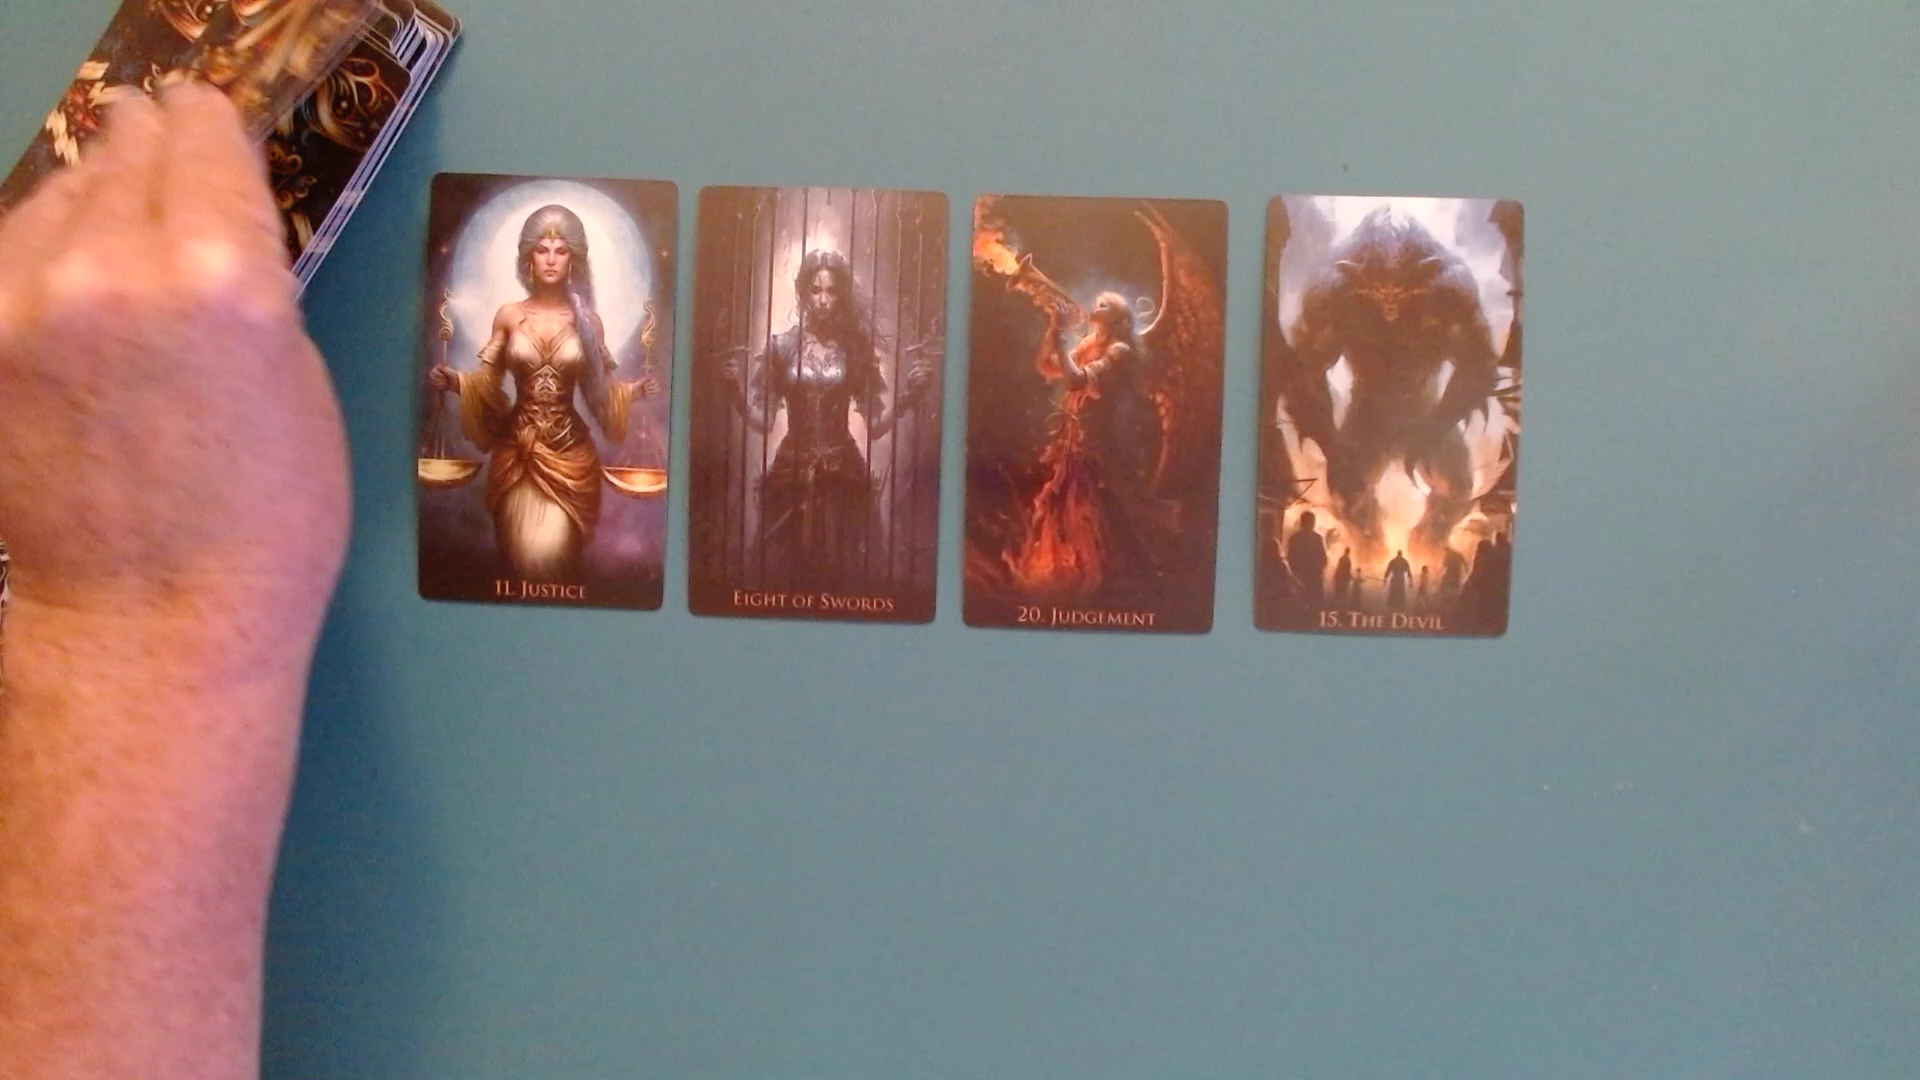 11. JUSTICE
EIGHT OF SWORDS
20. JUDGEMENT
15. THE DEVIL